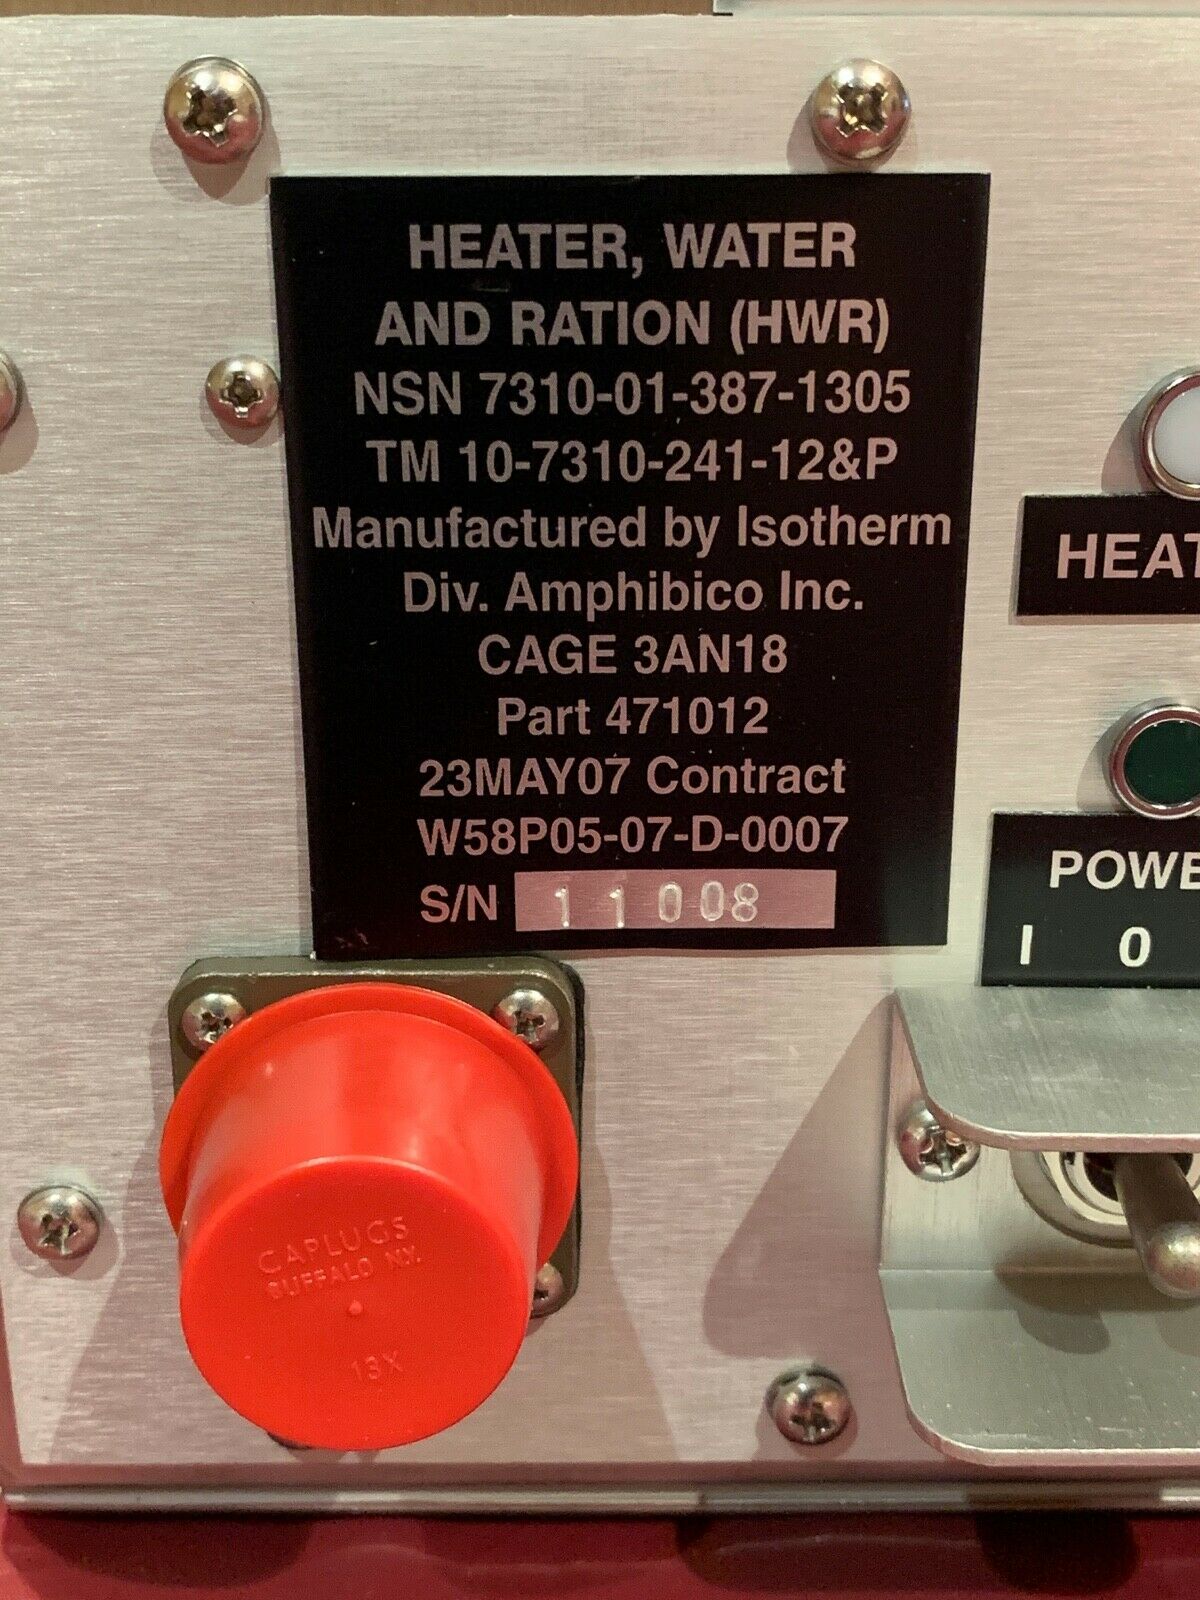 HEATER, WATER
AND RATION (HWR)
NSN 7310-01-387-1305
TM 10-7310-241-12&P
Manufactured by Isotherm
Div. Amphibico Inc.
CAGE 3AN18
Part 471012
23MAY07 Contract
W58P05-07-D-0007
S/N 11008
HEAT
POWE
I 0
CAPLUGS
BUFFALO N.Y.
13X